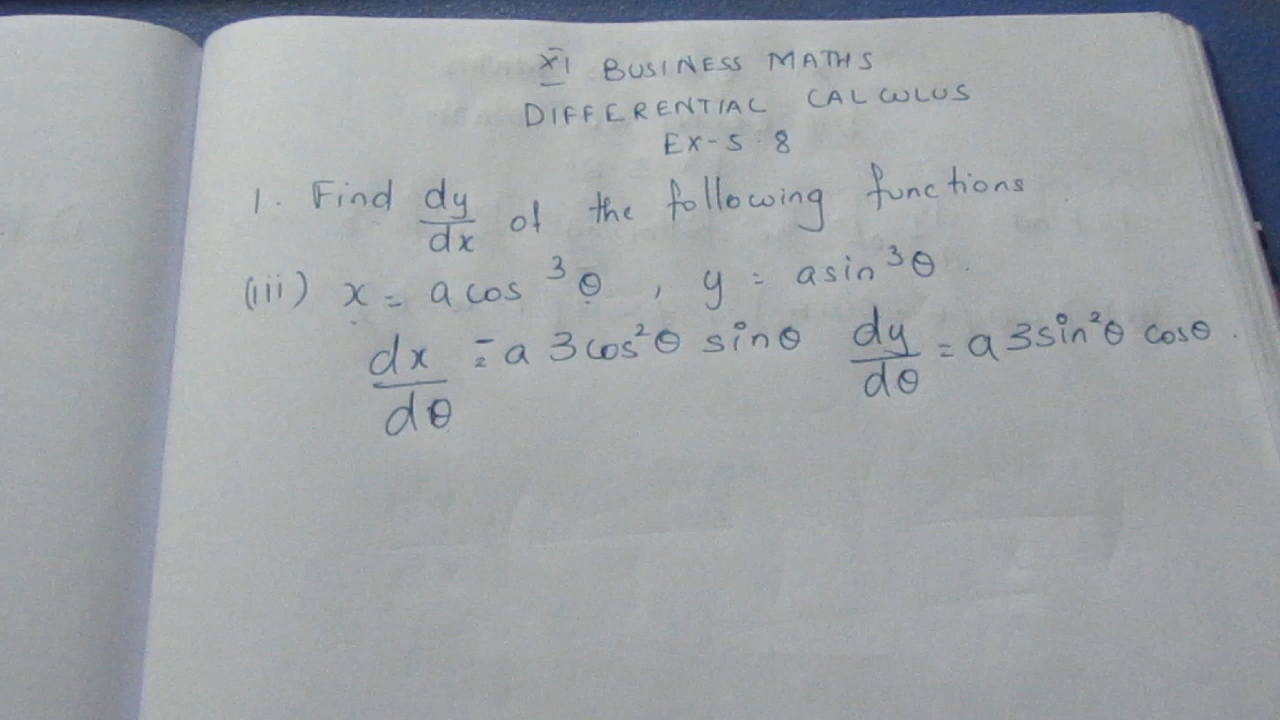 XI BUSINESS MATHS
DIFFERENTIAL CALCULUS
EX-5.8
1. Find dy/dx of the following functions
(iii) x = a cos³θ , y = asin³θ.
dx/dθ = -a 3cos²θ sinθ dy/dθ = a 3sin²θ cosθ.